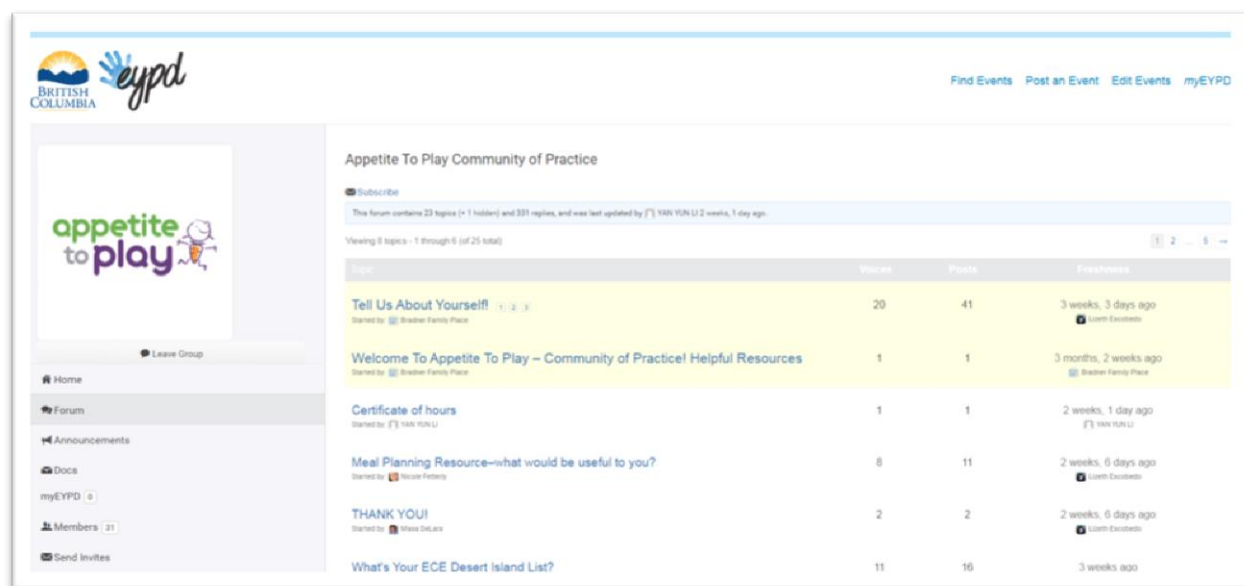 BRITISH
COLUMBIA
eypd
Find Events Post an Event Edit Events myEYPD
appetite
to play
Leave Group
Home
Forum
Announcements
Docs
myEYPD 0
Members 31
Send Invites
Appetite To Play Community of Practice
Subscribe
This forum contains 23 topics (+ 1 hidden) and 331 replies, and was last updated by YAN YUN LI 2 weeks, 1 day ago.
Viewing 8 topics - 1 through 6 (of 25 total)
1 2 ... 5 →
Topic Voices Posts Freshness
Tell Us About Yourself! 1 2 3 20 41 3 weeks, 3 days ago
Started by: Bradner Family Place Lizeth Escobedo
Welcome To Appetite To Play – Community of Practice! Helpful Resources 1 1 3 months, 2 weeks ago
Started by: Bradner Family Place Bradner Family Place
Certificate of hours 1 1 2 weeks, 1 day ago
Started by: YAN YUN LI YAN YUN LI
Meal Planning Resource–what would be useful to you? 8 11 2 weeks, 6 days ago
Started by: Nicole Fetterly Lizeth Escobedo
THANK YOU! 2 2 2 weeks, 6 days ago
Started by: Maea DeLara Lizeth Escobedo
What's Your ECE Desert Island List? 11 16 3 weeks ago